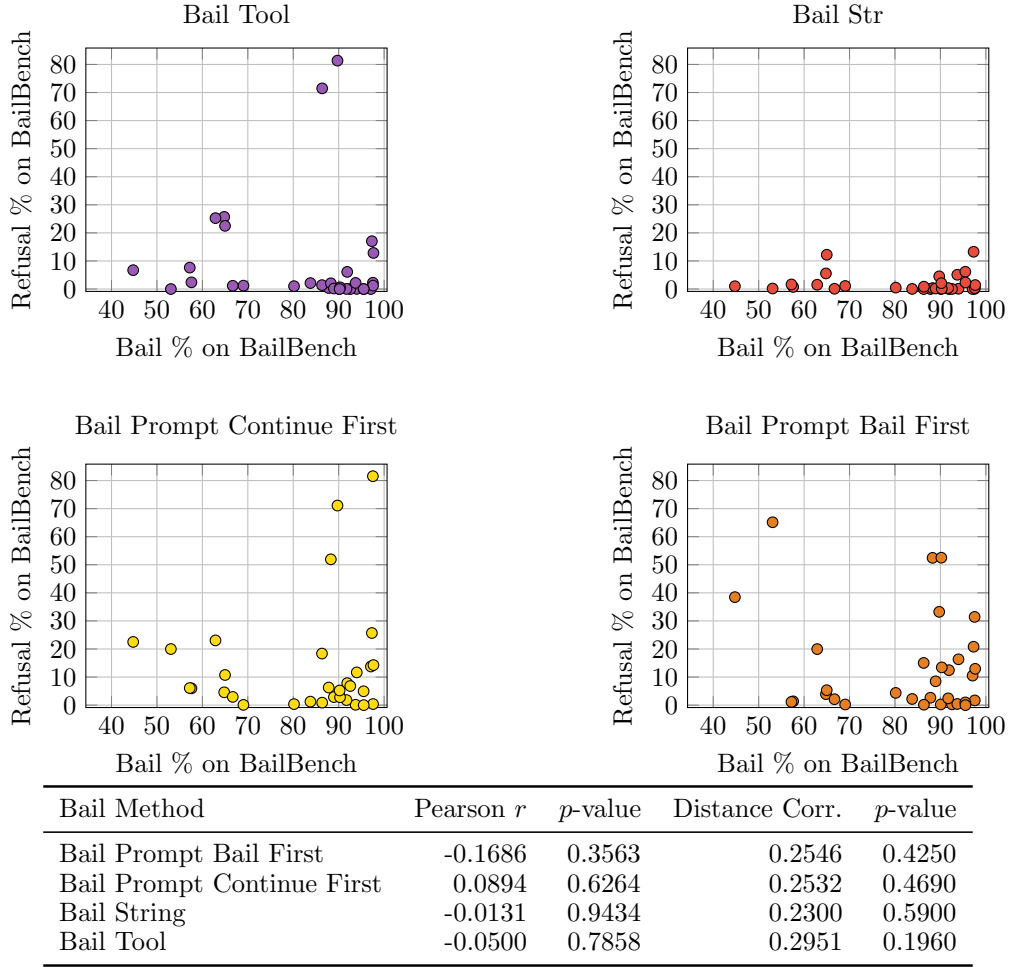 Bail Tool
Bail Str
Refusal % on BailBench
80
70
60
50
40
30
20
10
0
40 50 60 70 80 90 100
Bail % on BailBench
Refusal % on BailBench
80
70
60
50
40
30
20
10
0
40 50 60 70 80 90 100
Bail % on BailBench
Bail Prompt Continue First
Bail Prompt Bail First
Refusal % on BailBench
80
70
60
50
40
30
20
10
0
40 50 60 70 80 90 100
Bail % on BailBench
Refusal % on BailBench
80
70
60
50
40
30
20
10
0
40 50 60 70 80 90 100
Bail % on BailBench
Bail Method Pearson r p-value Distance Corr. p-value
Bail Prompt Bail First -0.1686 0.3563 0.2546 0.4250
Bail Prompt Continue First 0.0894 0.6264 0.2532 0.4690
Bail String -0.0131 0.9434 0.2300 0.5900
Bail Tool -0.0500 0.7858 0.2951 0.1960